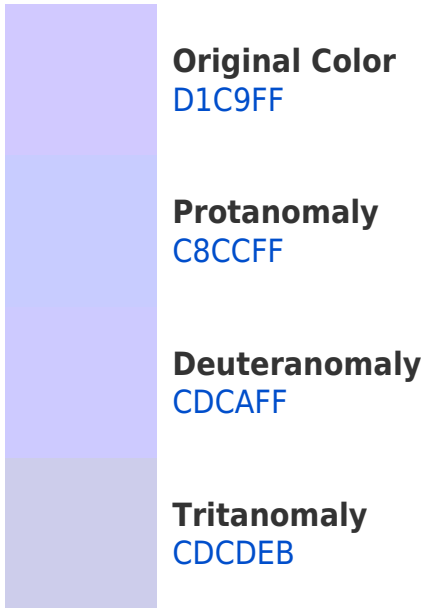 Original Color
D1C9FF
Protanomaly
C8CCFF
Deuteranomaly
CDCAFF
Tritanomaly
CDCDEB